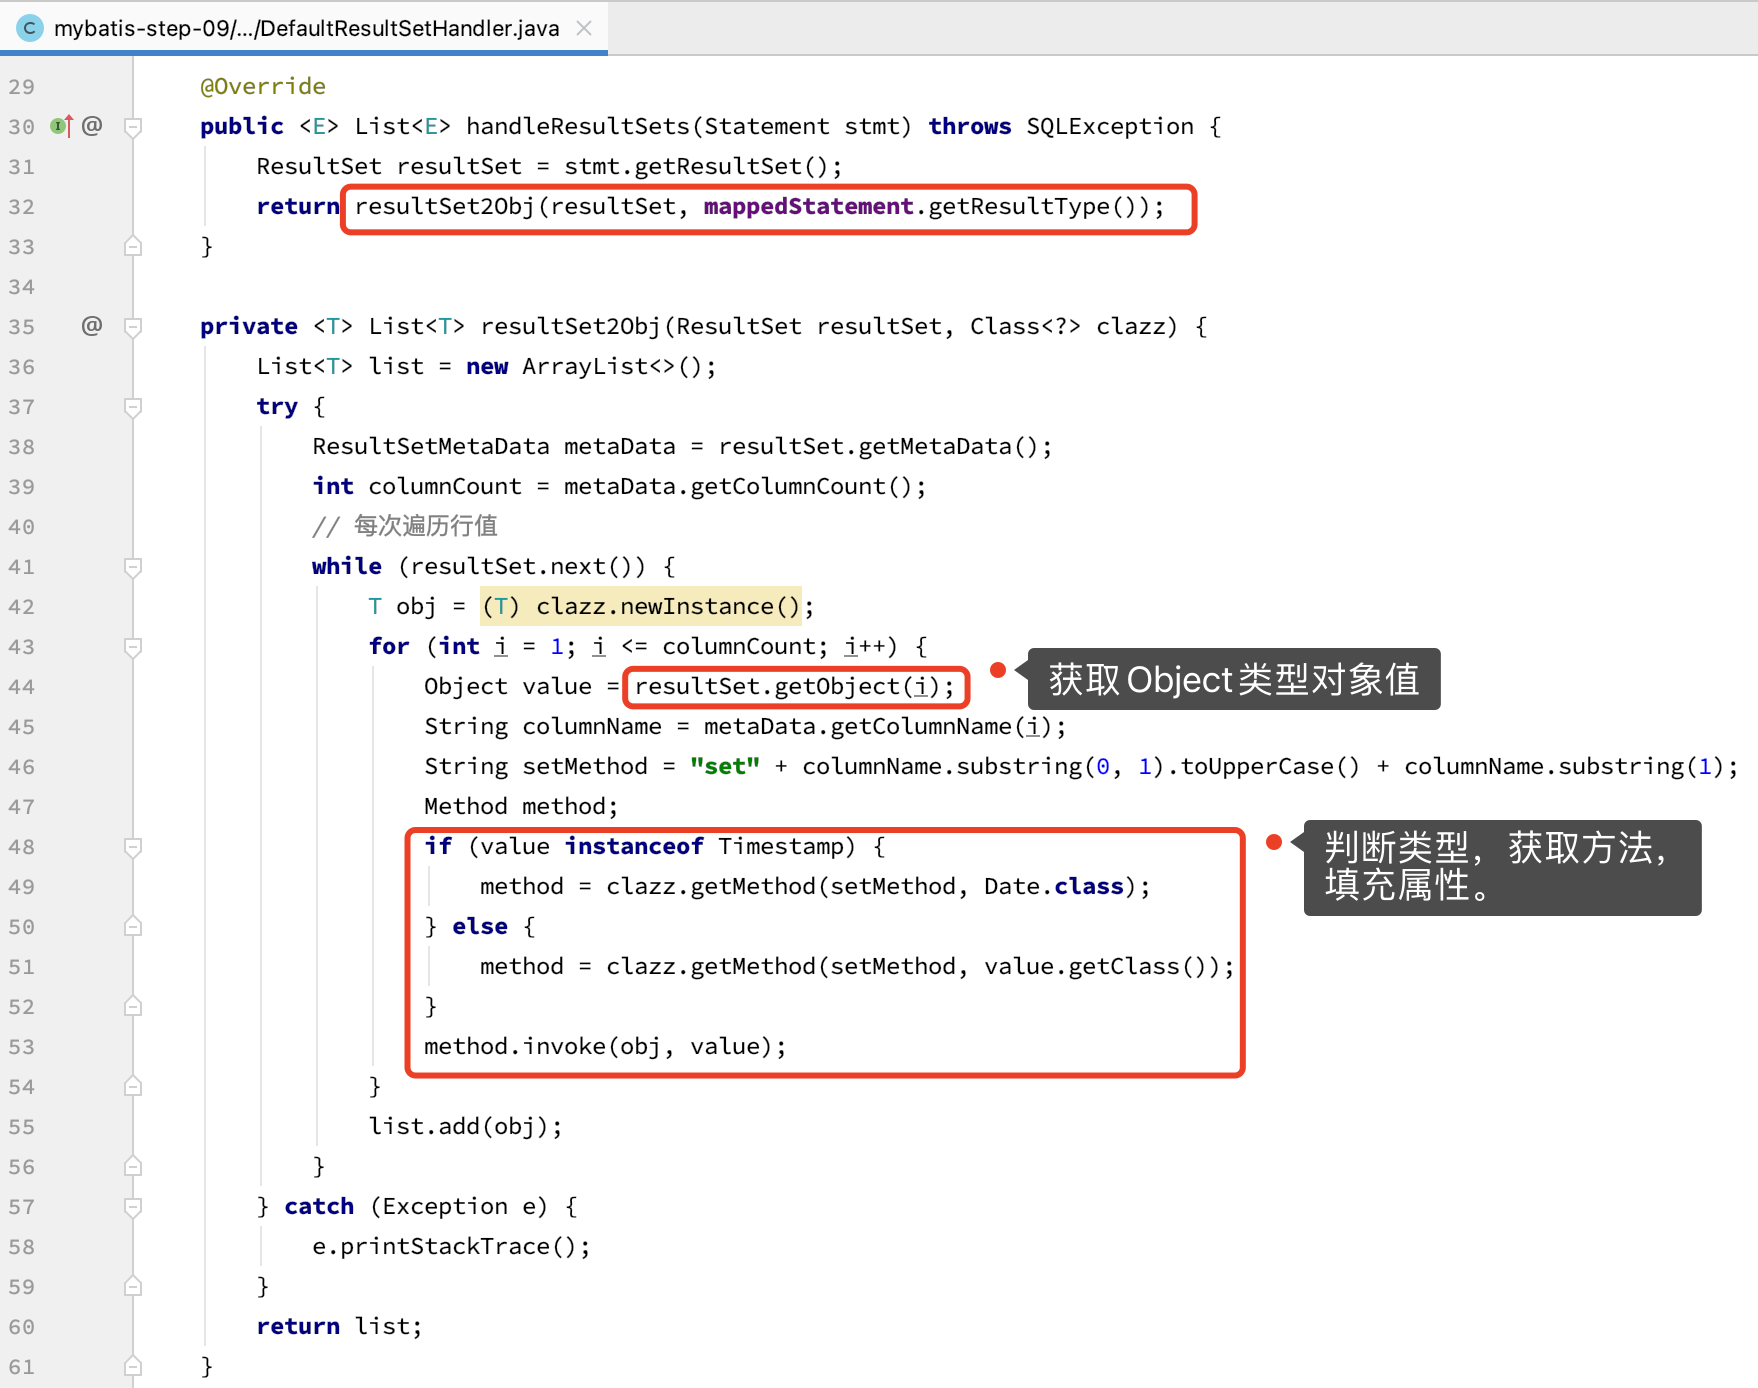 mybatis-step-09/.../DefaultResultSetHandler.java
29 @Override
30 @ public <E> List<E> handleResultSets(Statement stmt) throws SQLException {
31 ResultSet resultSet = stmt.getResultSet();
32 return resultSet2Obj(resultSet, mappedStatement.getResultType());
33 }
34
35 @ private <T> List<T> resultSet2Obj(ResultSet resultSet, Class<?> clazz) {
36 List<T> list = new ArrayList<>();
37 try {
38 ResultSetMetaData metaData = resultSet.getMetaData();
39 int columnCount = metaData.getColumnCount();
40 // 每次遍历行值
41 while (resultSet.next()) {
42 T obj = (T) clazz.newInstance();
43 for (int i = 1; i <= columnCount; i++) {
44 Object value = resultSet.getObject(i);
获取Object类型对象值
45 String columnName = metaData.getColumnName(i);
46 String setMethod = "set" + columnName.substring(0, 1).toUpperCase() + columnName.substring(1);
47 Method method;
48 if (value instanceof Timestamp) {
判断类型，获取方法，
填充属性。
49 method = clazz.getMethod(setMethod, Date.class);
50 } else {
51 method = clazz.getMethod(setMethod, value.getClass());
52 }
53 method.invoke(obj, value);
54 }
55 list.add(obj);
56 }
57 } catch (Exception e) {
58 e.printStackTrace();
59 }
60 return list;
61 }